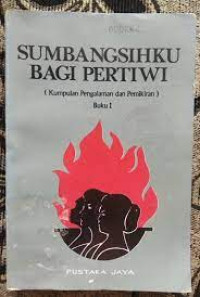 SUMBANGSIHKU
BAGI PERTIWI
( Kumpulan Pengalaman dan Pemikiran )
Buku I
PUSTAKA JAYA